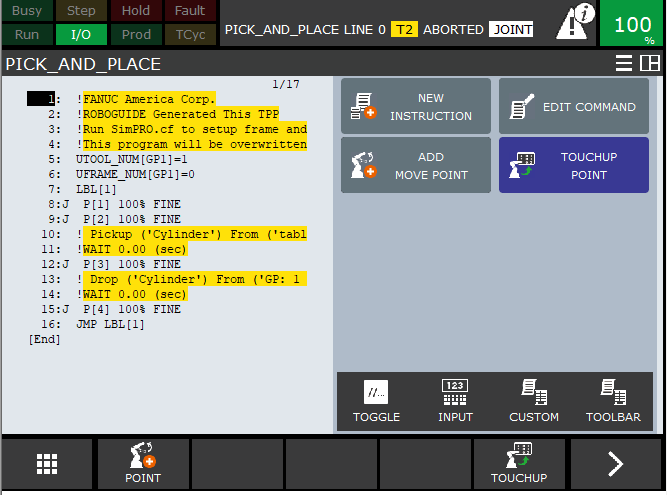 Busy Step Hold Fault
Run I/O Prod TCyc
PICK_AND_PLACE LINE 0 T2 ABORTED JOINT
100
%
PICK_AND_PLACE
1/17
1: !FANUC America Corp.
2: !ROBOGUIDE Generated This TPP
3: !Run SimPRO.cf to setup frame and
4: !This program will be overwritten
5: UTOOL_NUM[GP1]=1
6: UFRAME_NUM[GP1]=0
7: LBL[1]
8:J P[1] 100% FINE
9:J P[2] 100% FINE
10: ! Pickup ('Cylinder') From ('tabl
11: !WAIT 0.00 (sec)
12:J P[3] 100% FINE
13: ! Drop ('Cylinder') From ('GP: 1
14: !WAIT 0.00 (sec)
15:J P[4] 100% FINE
16: JMP LBL[1]
[End]
NEW
INSTRUCTION
EDIT COMMAND
ADD
MOVE POINT
TOUCHUP
POINT
//...
123
TOGGLE INPUT CUSTOM TOOLBAR
POINT TOUCHUP